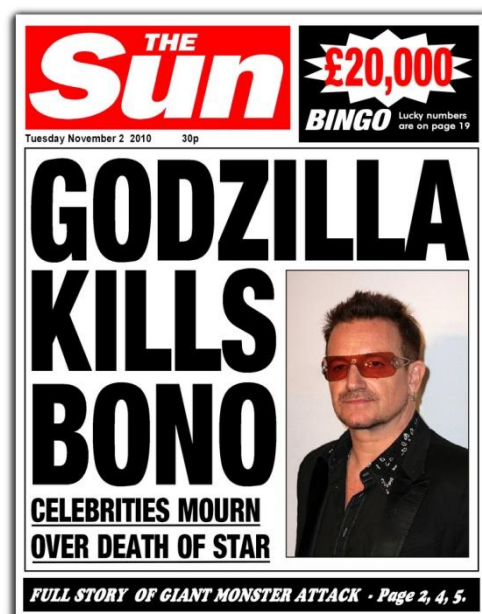 THE
Sun
£20,000
BINGO
Lucky numbers
are on page 19
Tuesday November 2 2010 30p
GODZILLA
KILLS
BONO
CELEBRITIES MOURN
OVER DEATH OF STAR
FULL STORY OF GIANT MONSTER ATTACK - Page 2, 4, 5.